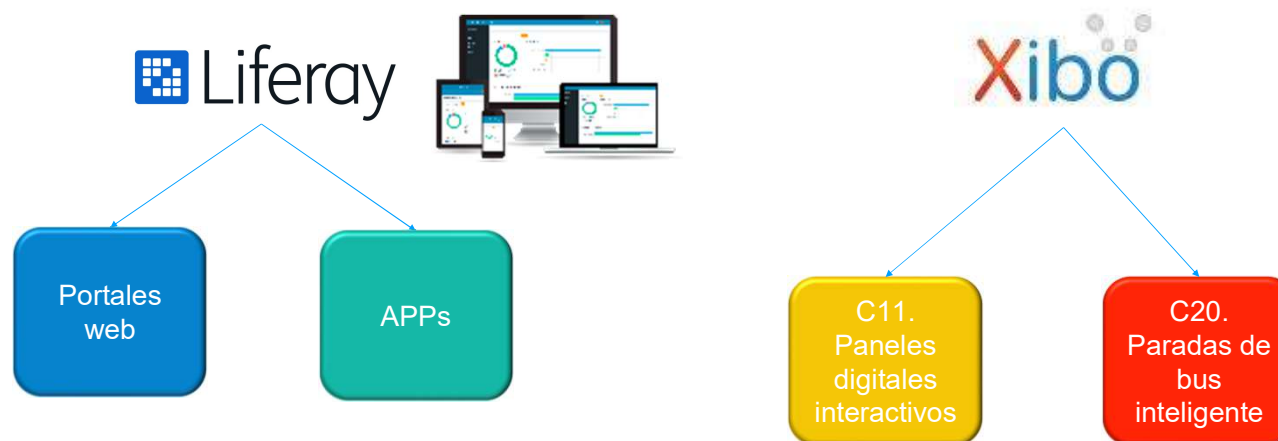 Liferay
Xibo
Portales
web
APPs
C11.
Paneles
digitales
interactivos
C20.
Paradas de
bus
inteligente